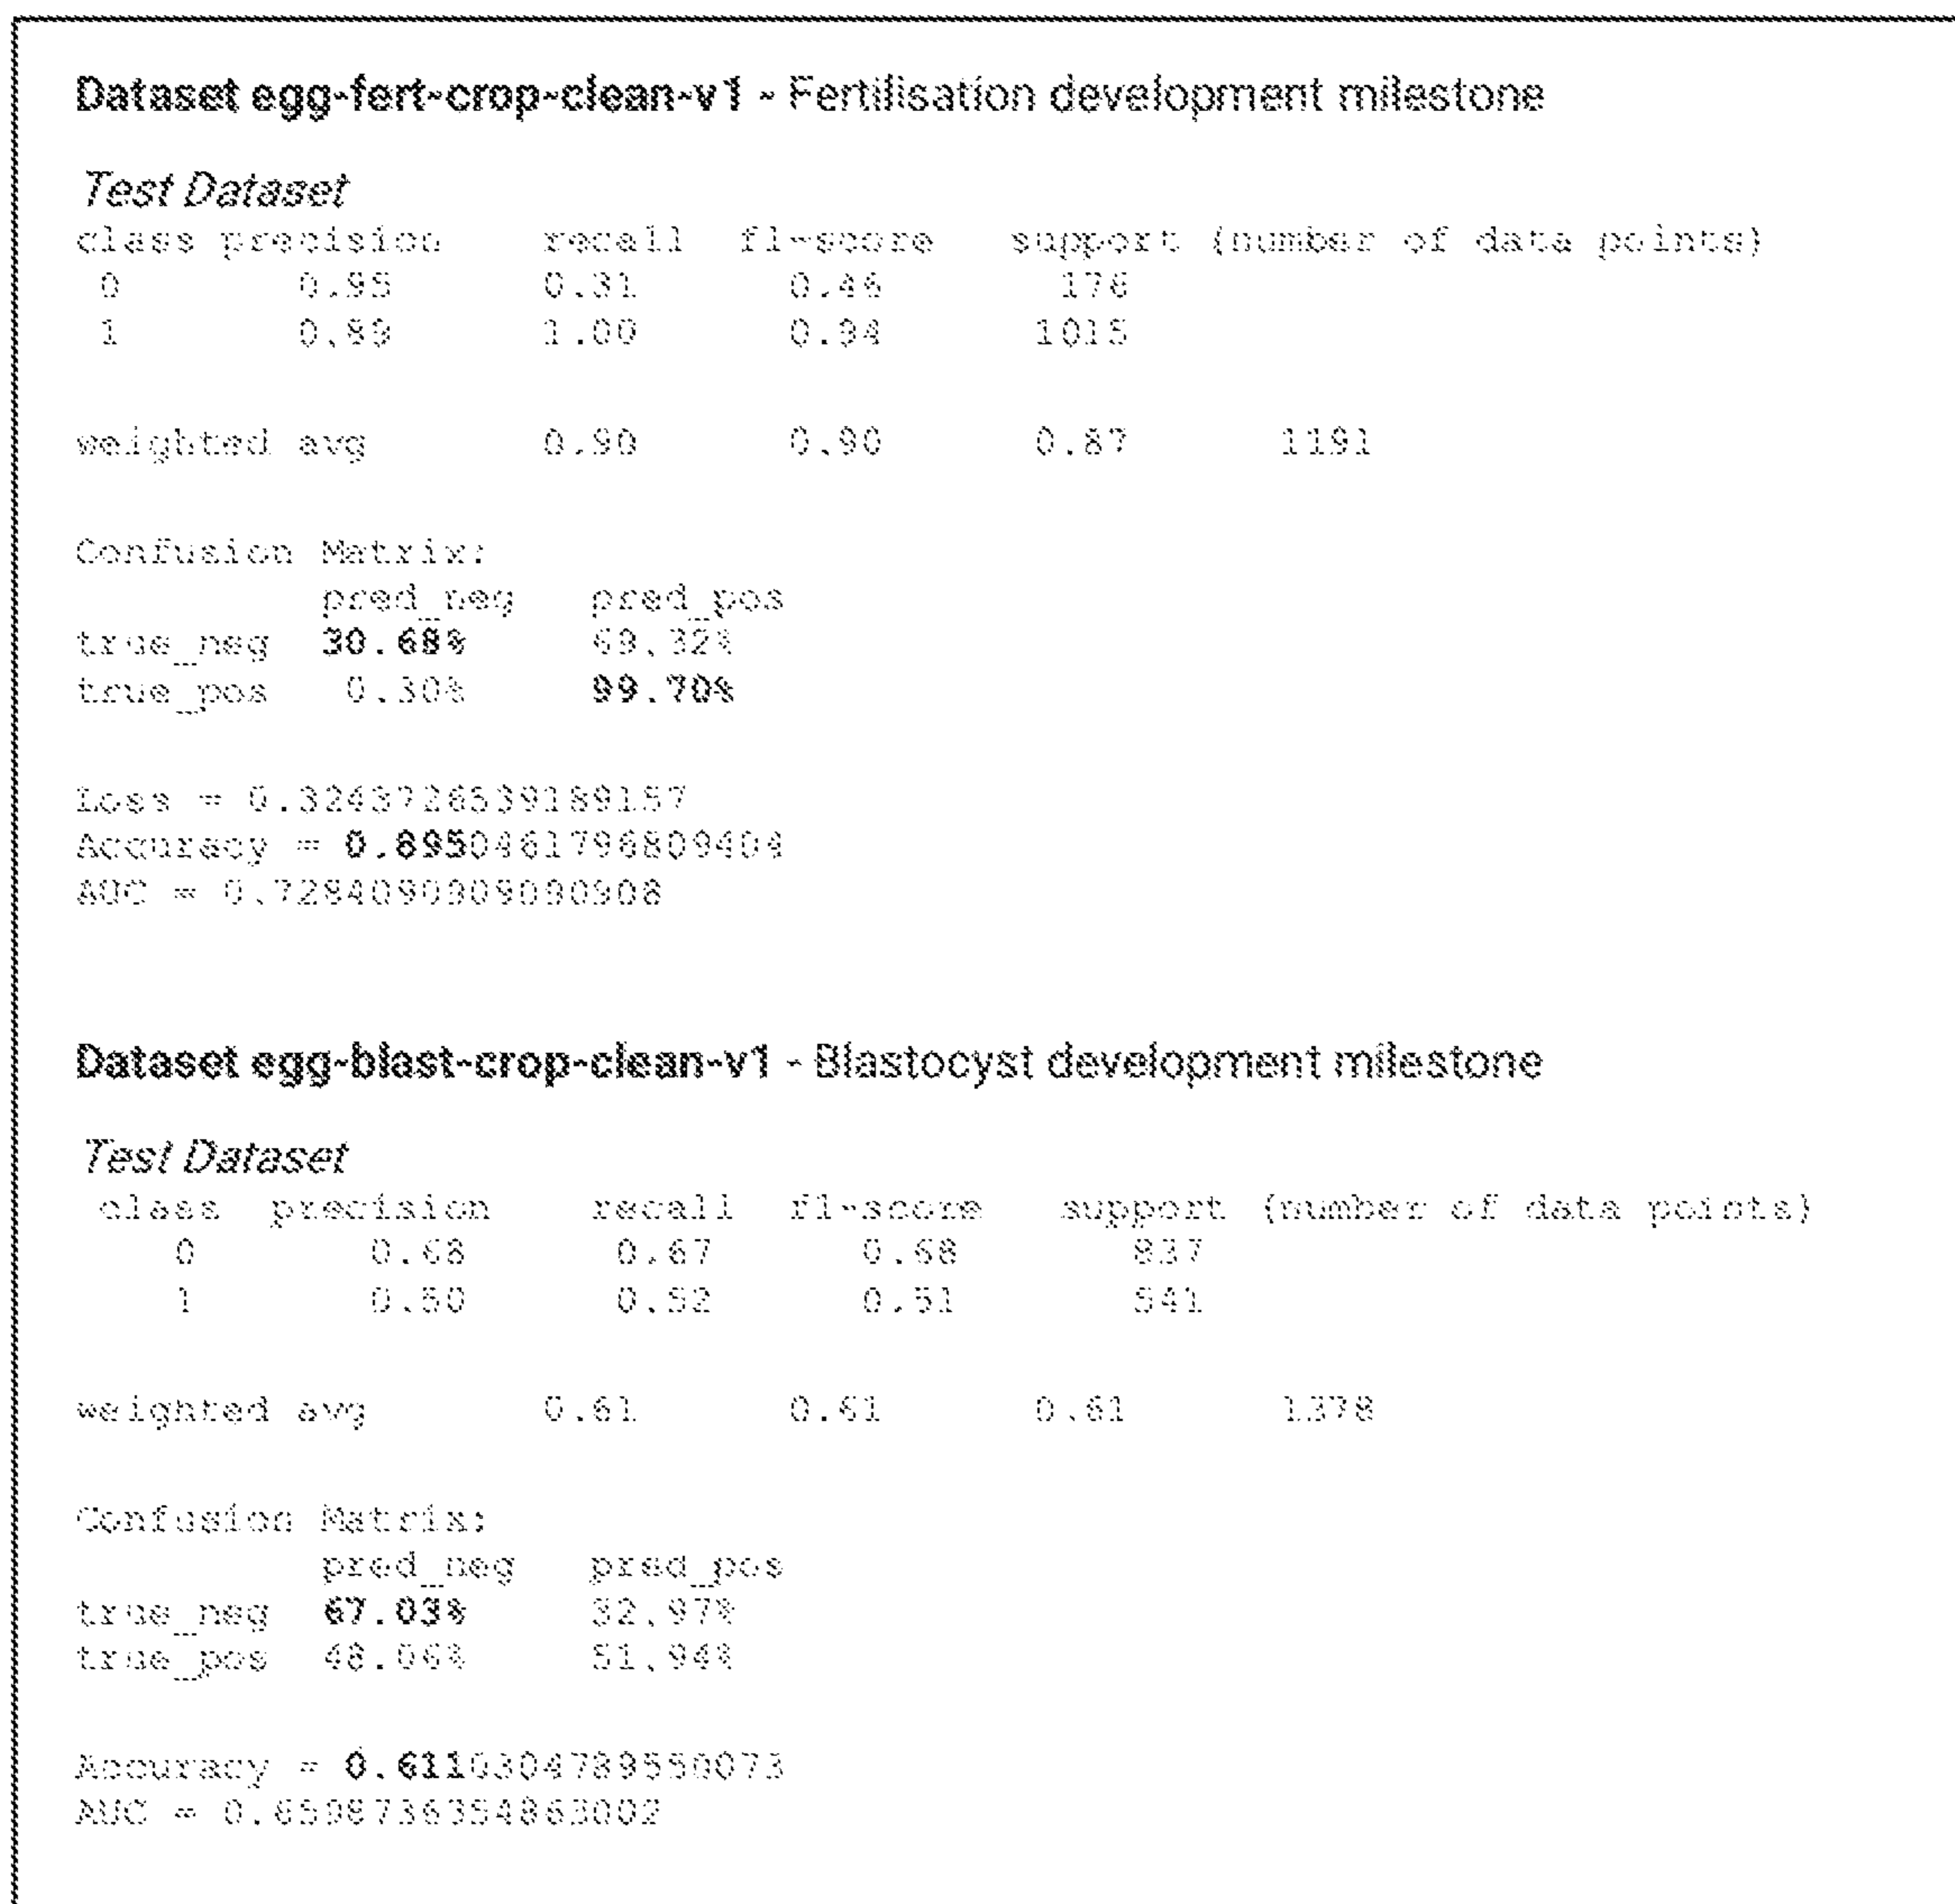 Dataset egg-fert-crop-clean-v1 - Fertilisation development milestone
Test Dataset
class precision recall f1-score support (number of data points)
0 0.95 0.31 0.46 176
1 0.89 1.00 0.94 1015
weighted avg 0.90 0.90 0.87 1191
Confusion Matrix:
pred_neg pred_pos
true_neg 30.68% 69.32%
true_pos 0.30% 99.70%
Loss = 0.3243726539189157
Accuracy = 0.8950461796809404
AUC = 0.7284090909090908
Dataset egg-blast-crop-clean-v1 - Blastocyst development milestone
Test Dataset
class precision recall f1-score support (number of data points)
0 0.68 0.67 0.68 837
1 0.50 0.52 0.51 541
weighted avg 0.61 0.61 0.61 1378
Confusion Matrix:
pred_neg pred_pos
true_neg 67.03% 32.97%
true_pos 48.06% 51.94%
Accuracy = 0.6110304789550073
AUC = 0.6598736354863002